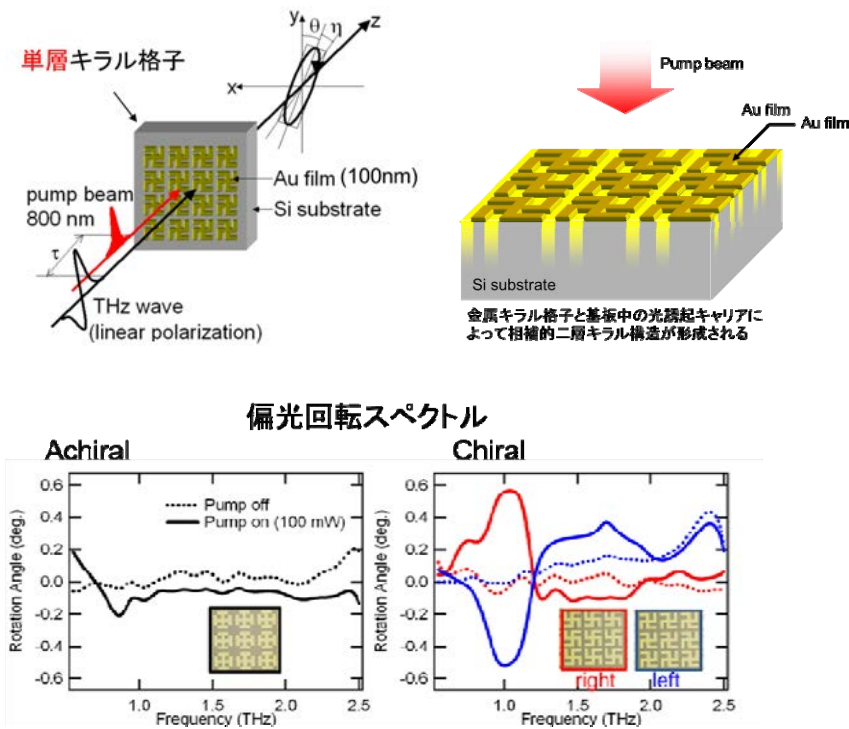 単層キラル格子
y
θ
η
z
x
Au film (100nm)
Si substrate
pump beam
800 nm
τ
THz wave
(linear polarization)
Pump beam
Au film
Au film
Si substrate
金属キラル格子と基板中の光誘起キャリアに
よって相補的二層キラル構造が形成される
偏光回転スペクトル
Achiral
Rotation Angle (deg.)
0.6
0.4
0.2
0.0
-0.2
-0.4
-0.6
Pump off
Pump on (100 mW)
1.0
1.5
2.0
2.5
Frequency (THz)
Chiral
Rotation Angle (deg.)
0.6
0.4
0.2
0.0
-0.2
-0.4
-0.6
right
left
1.0
1.5
2.0
2.5
Frequency (THz)